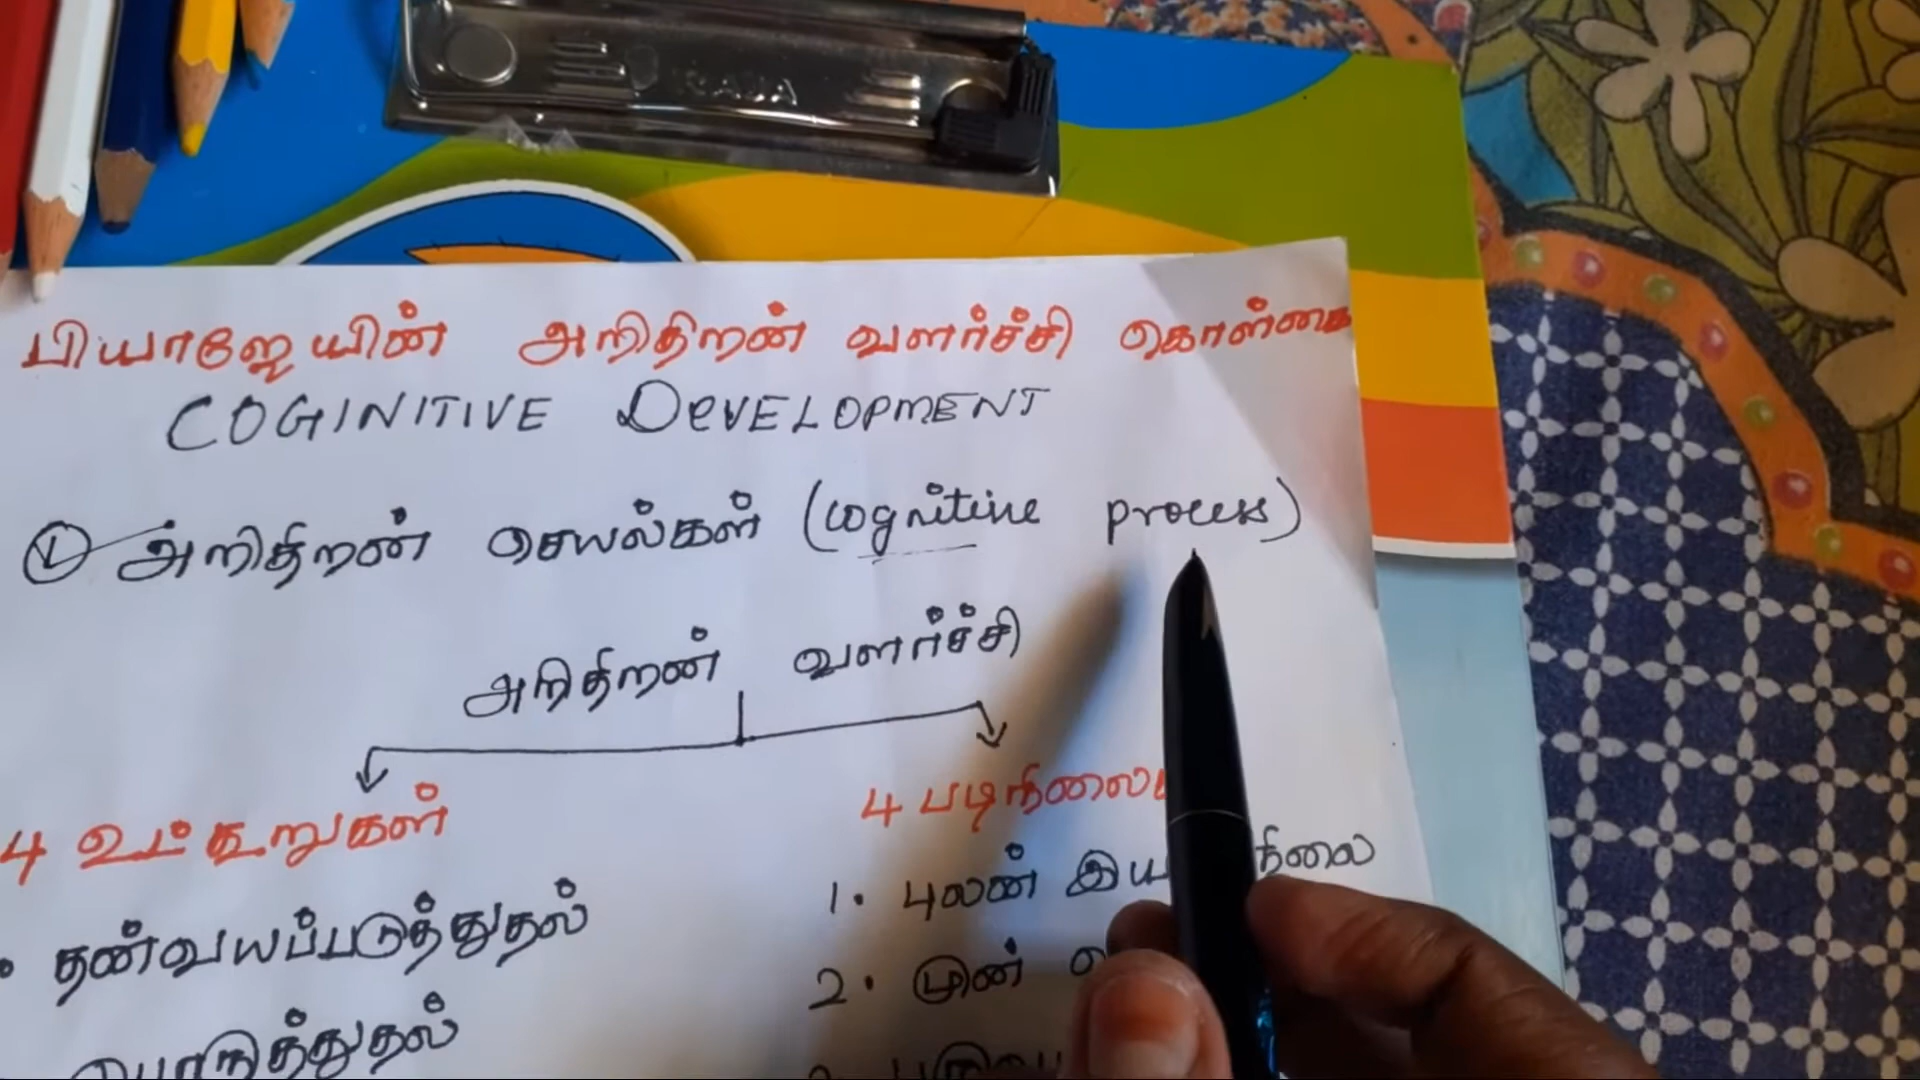 RAJA
பியாஜேயின் அறிதிறன் வளர்ச்சி கொள்கை
COGINITIVE DEVELOPMENT
1 அறிதிறன் செயல்கள் (cognitive process)
அறிதிறன் வளர்ச்சி
4 உட்கூறுகள்
தன்வயப்படுத்துதல்
பொருத்துதல்
4 படிநிலை
1. புலன் இய நிலை
2. முன்